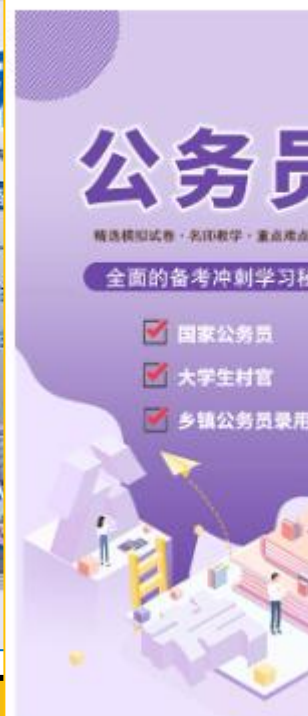 公务员
精选模拟试卷·名师教学·重点难点
全面的备考冲刺学习秘
国家公务员
大学生村官
乡镇公务员录用